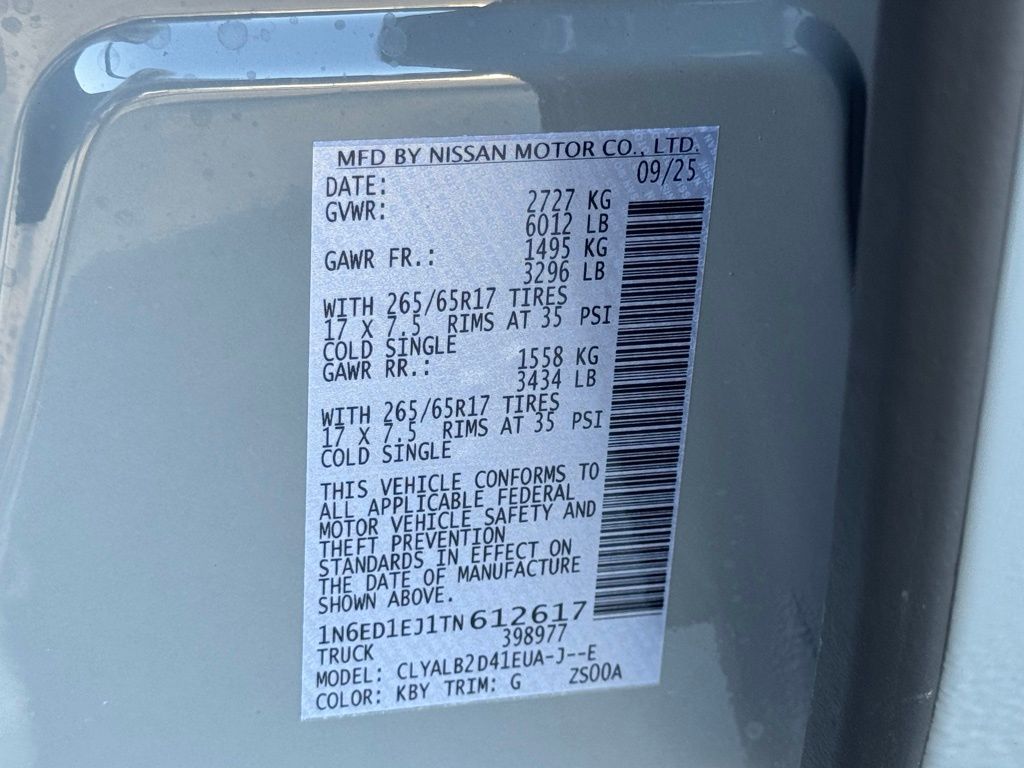 MFD BY NISSAN MOTOR CO., LTD.
DATE: 09/25
GVWR: 2727 KG
6012 LB
GAWR FR.: 1495 KG
3296 LB
WITH 265/65R17 TIRES
17 X 7.5 RIMS AT 35 PSI
COLD SINGLE
GAWR RR.: 1558 KG
3434 LB
WITH 265/65R17 TIRES
17 X 7.5 RIMS AT 35 PSI
COLD SINGLE
THIS VEHICLE CONFORMS TO
ALL APPLICABLE FEDERAL
MOTOR VEHICLE SAFETY AND
THEFT PREVENTION
STANDARDS IN EFFECT ON
THE DATE OF MANUFACTURE
SHOWN ABOVE.
1N6ED1EJ1TN612617
TRUCK 398977
MODEL: CLYALB2D41EUA-J--E
COLOR: KBY TRIM: G ZS00A